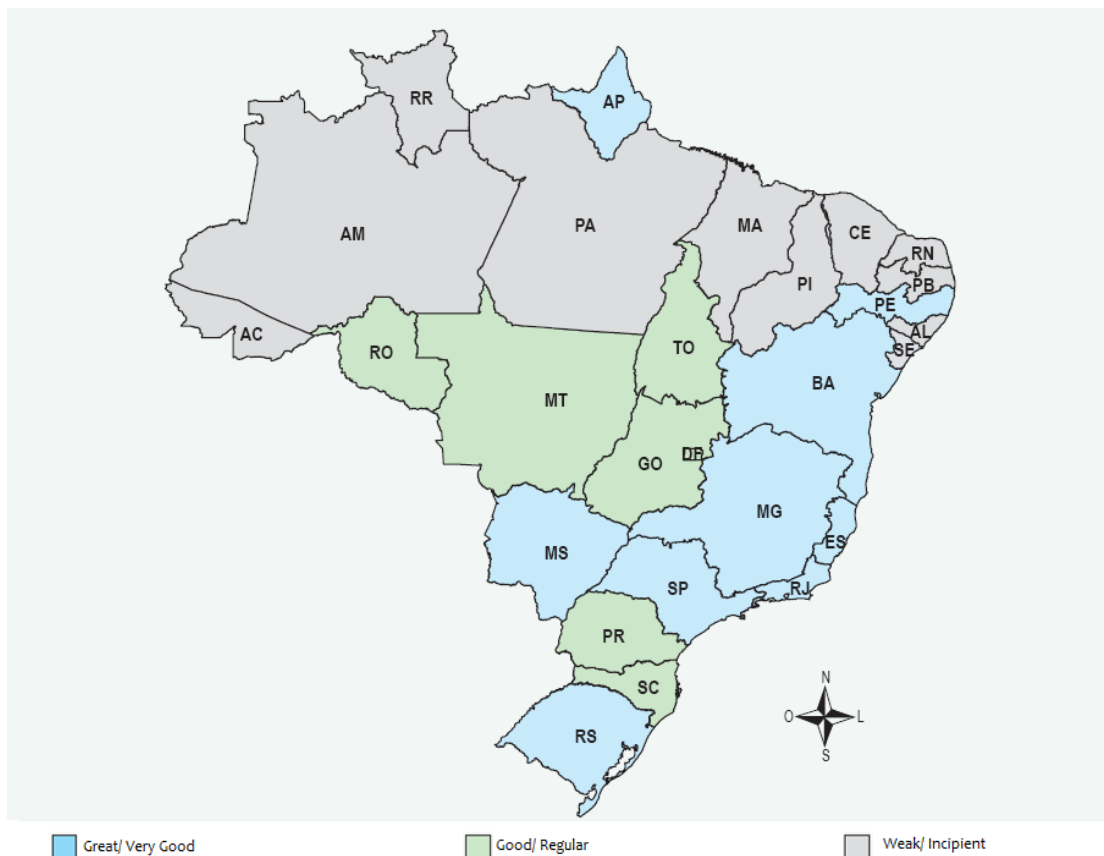 RR
AP
AM
PA
MA
CE
RN
PB
PI
PE
AL
SE
AC
RO
TO
BA
MT
GO
DF
MG
ES
MS
SP
RJ
PR
SC
RS
N
O
L
S
Great/ Very Good
Good/ Regular
Weak/ Incipient